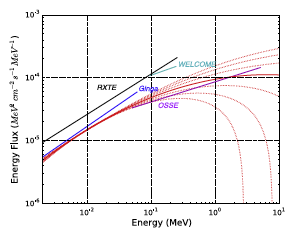 10⁻³
WELCOME
10⁻⁴
RXTE
Ginga
OSSE
10⁻⁵
10⁻⁶
10⁻² 10⁻¹ 10⁰ 10¹
Energy (MeV)
Energy Flux (MeV² cm⁻² s⁻¹ MeV⁻¹)